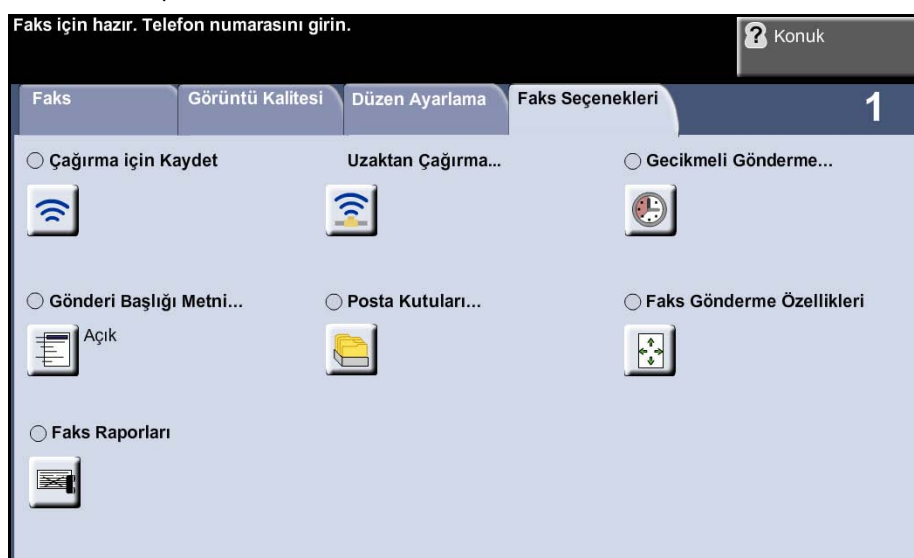 Faks için hazır. Telefon numarasını girin.
? Konuk
Faks
Görüntü Kalitesi
Düzen Ayarlama
Faks Seçenekleri
1
Çağırma için Kaydet
Uzaktan Çağırma...
Gecikmeli Gönderme...
Gönderi Başlığı Metni...
Açık
Posta Kutuları...
Faks Gönderme Özellikleri
Faks Raporları